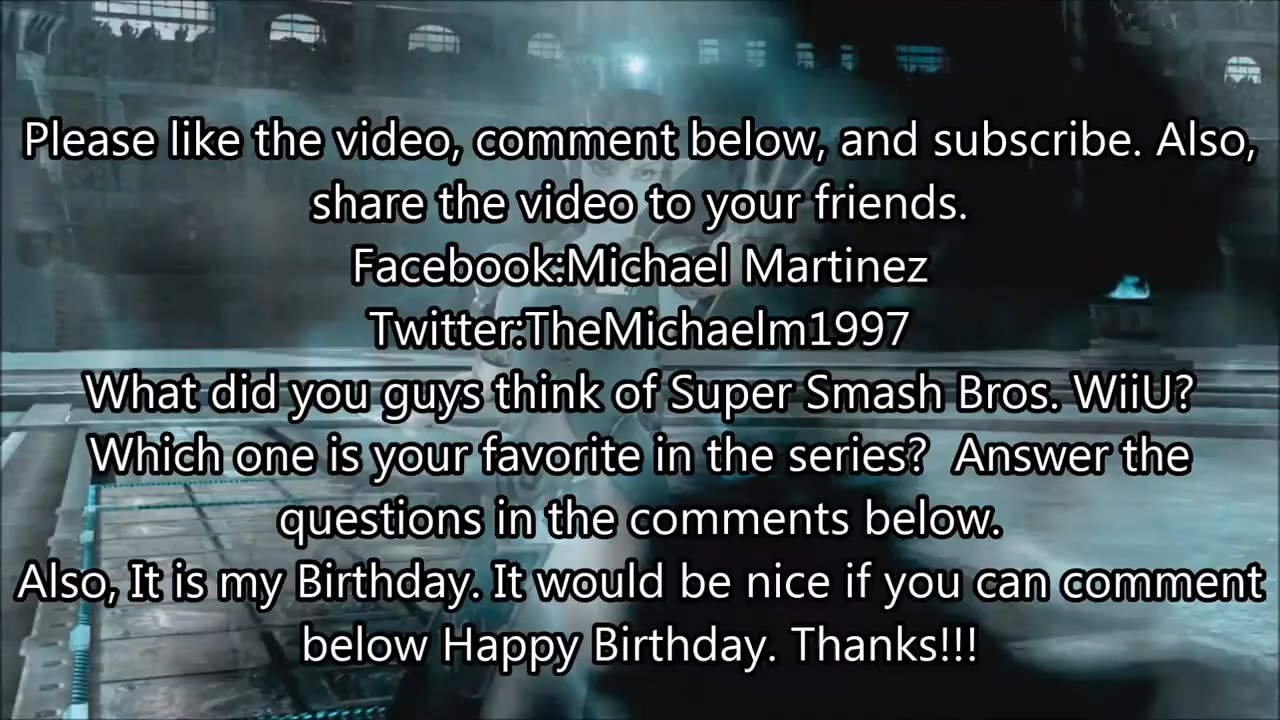 Please like the video, comment below, and subscribe. Also,
share the video to your friends.
Facebook:Michael Martinez
Twitter:TheMichaelm1997
What did you guys think of Super Smash Bros. WiiU?
Which one is your favorite in the series?  Answer the
questions in the comments below.
Also, It is my Birthday. It would be nice if you can comment
below Happy Birthday. Thanks!!!